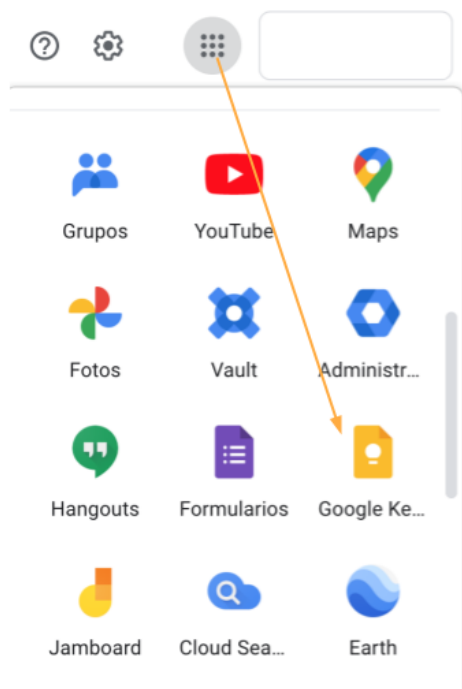 Grupos YouTube Maps
Fotos Vault Administr...
Hangouts Formularios Google Ke...
Jamboard Cloud Sea... Earth